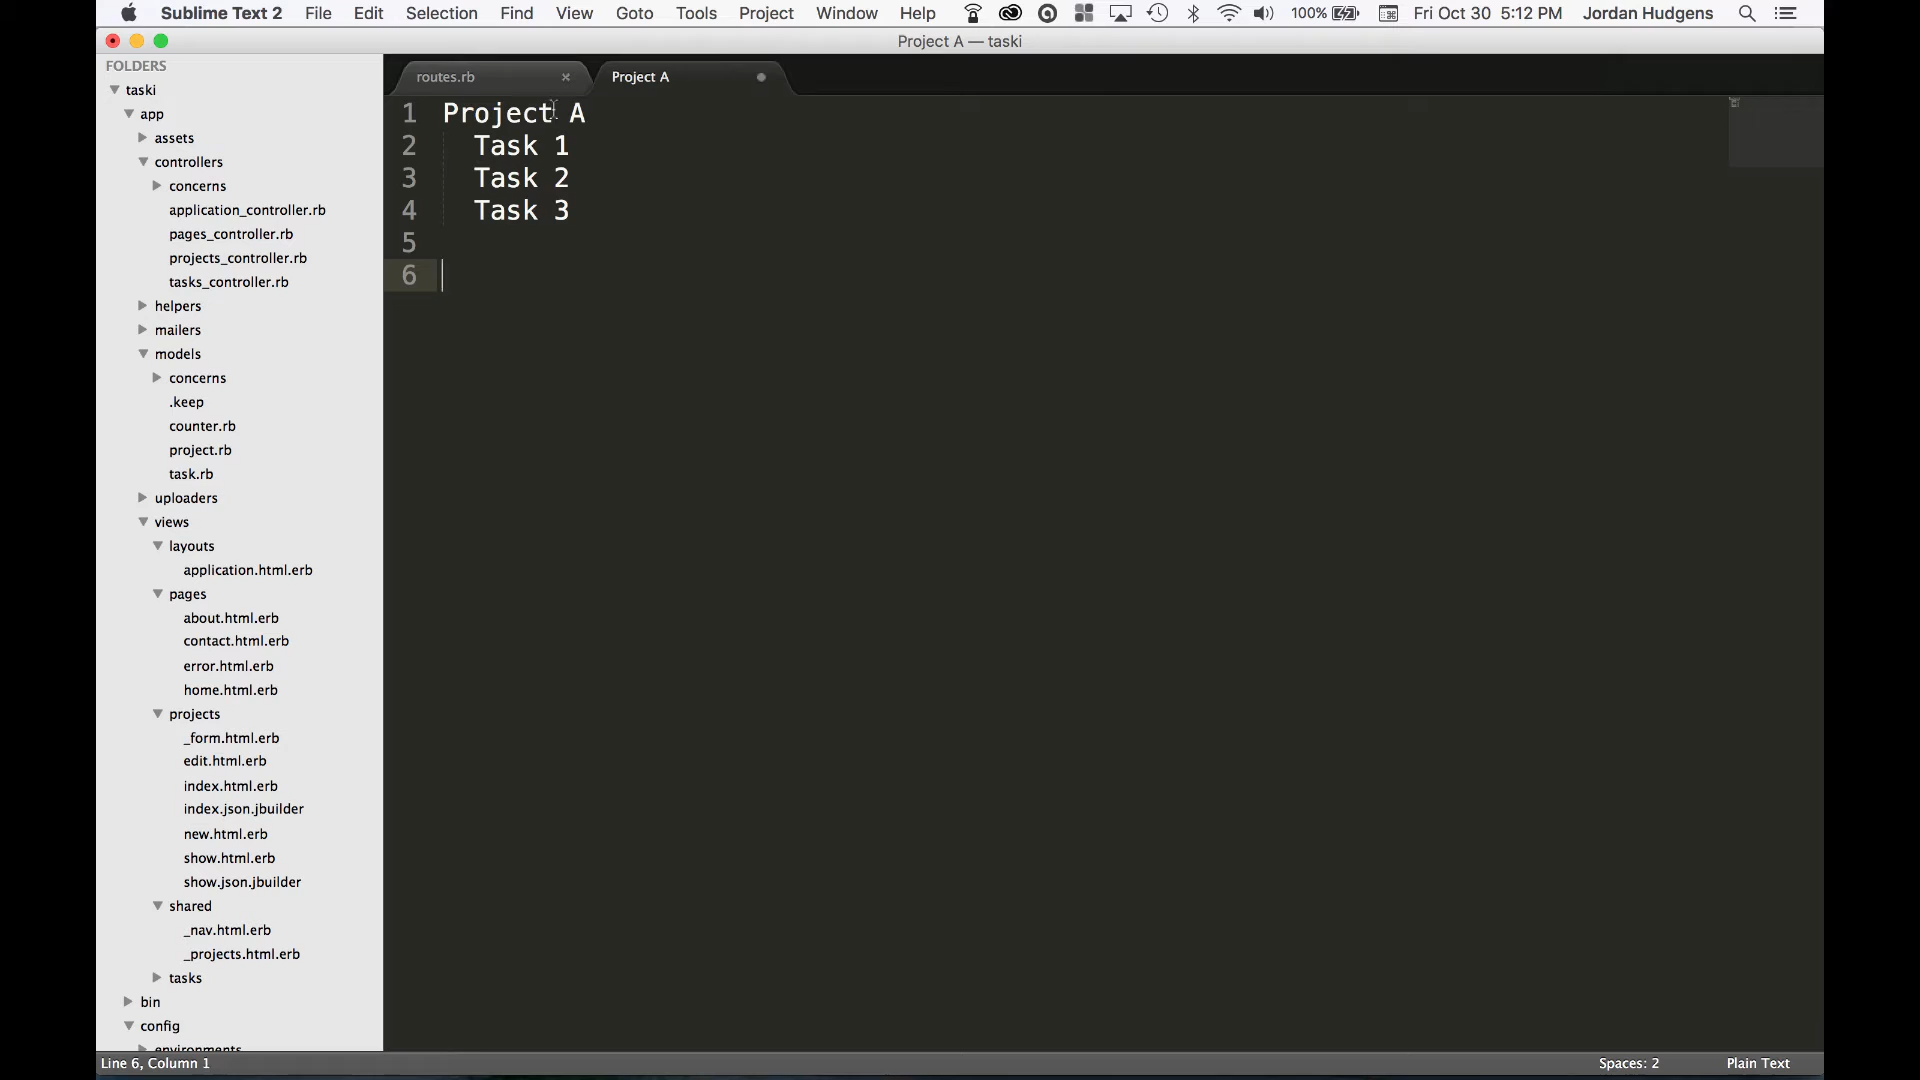 Sublime Text 2 File Edit Selection Find View Goto Tools Project Window Help 100% Fri Oct 30 5:12 PM Jordan Hudgens
Project A — taski
FOLDERS
taski
app
assets
controllers
concerns
application_controller.rb
pages_controller.rb
projects_controller.rb
tasks_controller.rb
helpers
mailers
models
concerns
.keep
counter.rb
project.rb
task.rb
uploaders
views
layouts
application.html.erb
pages
about.html.erb
contact.html.erb
error.html.erb
home.html.erb
projects
_form.html.erb
edit.html.erb
index.html.erb
index.json.jbuilder
new.html.erb
show.html.erb
show.json.jbuilder
shared
_nav.html.erb
_projects.html.erb
tasks
bin
config
environments
routes.rb × Project A
1 Project A
2 Task 1
3 Task 2
4 Task 3
5
6
Line 6, Column 1 Spaces: 2 Plain Text